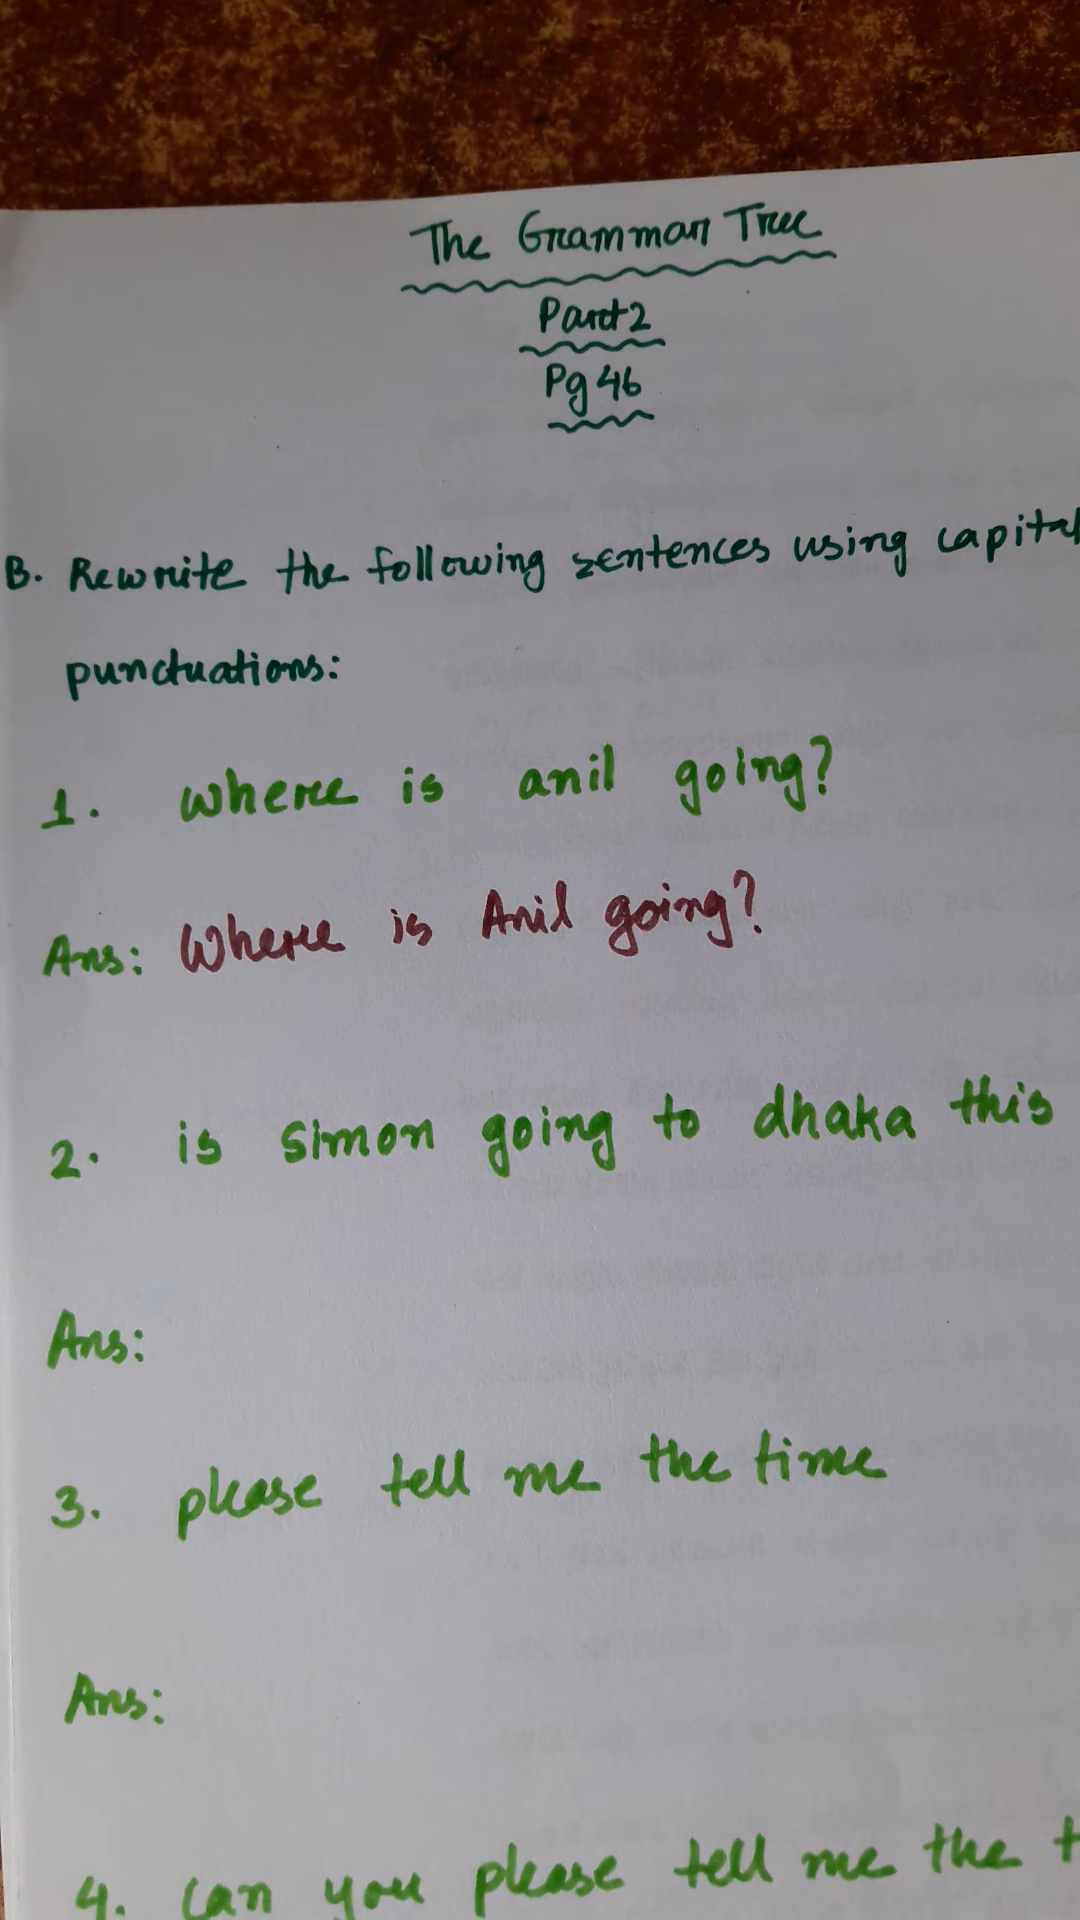 The Grammar Tree
Part 2
Pg 46
B. Rewrite the following sentences using capital
punctuations:
1. where is anil going?
Ans: Where is Anil going?
2. is simon going to dhaka this
Ans:
3. please tell me the time
Ans:
4. can you please tell me the t